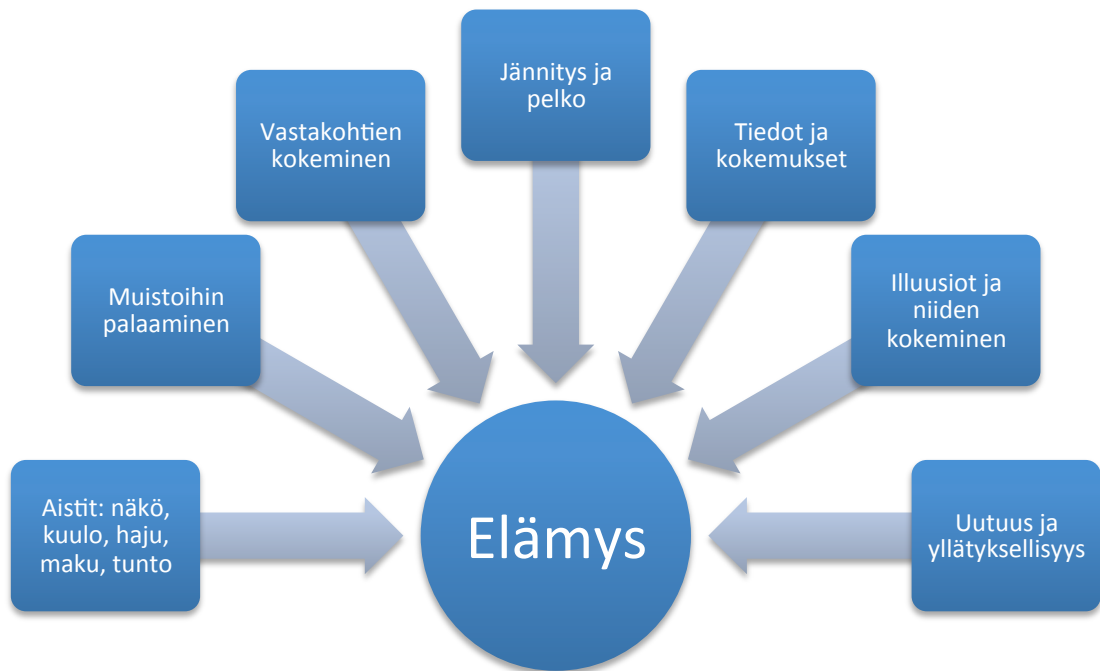 Jännitys ja
pelko
Vastakohtien
kokeminen
Tiedot ja
kokemukset
Muistoihin
palaaminen
Illuusiot ja
niiden
kokeminen
Aistit: näkö,
kuulo, haju,
maku, tunto
Elämys
Uutuus ja
yllätyksellisyys